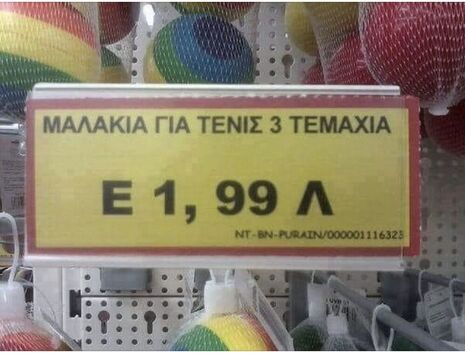 ΜΑΛΑΚΙΑ ΓΙΑ ΤΕΝΙΣ 3 ΤΕΜΑΧΙΑ
Ε 1, 99 Λ
NT-BN-PURAIN/000001116323